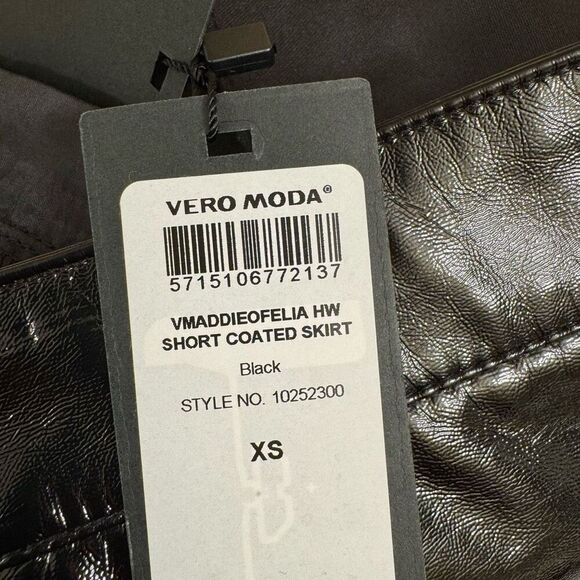 VERO MODA®
5715106772137
VMADDIEOFELIA HW
SHORT COATED SKIRT
Black
STYLE NO. 10252300
XS